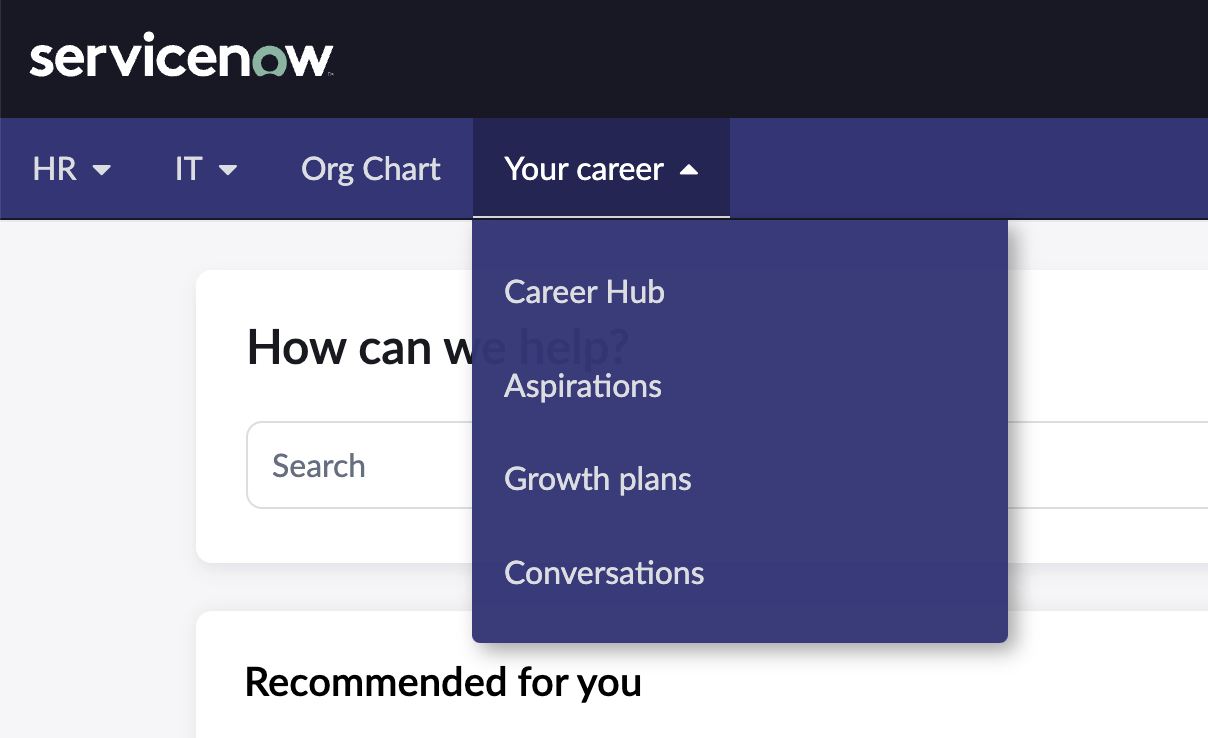 servicenow
HR IT Org Chart Your career
Career Hub
How can we help?
Aspirations
Search
Growth plans
Conversations
Recommended for you